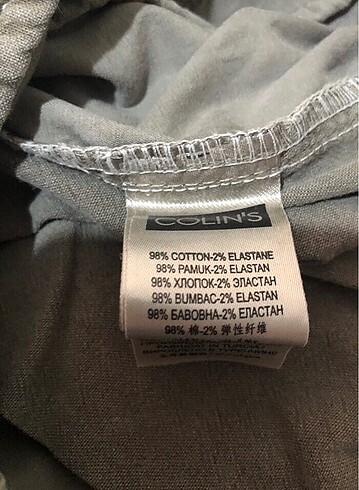 COLIN'S
98% COTTON-2% ELASTANE
98% PAMUK-2% ELASTAN
98% ХЛОПОК-2% ЭЛАСТАН
98% BUMBAC-2% ELASTAN
98% БАВОВНА-2% ЕЛАСТАН
98% 棉-2% 弹性纤维